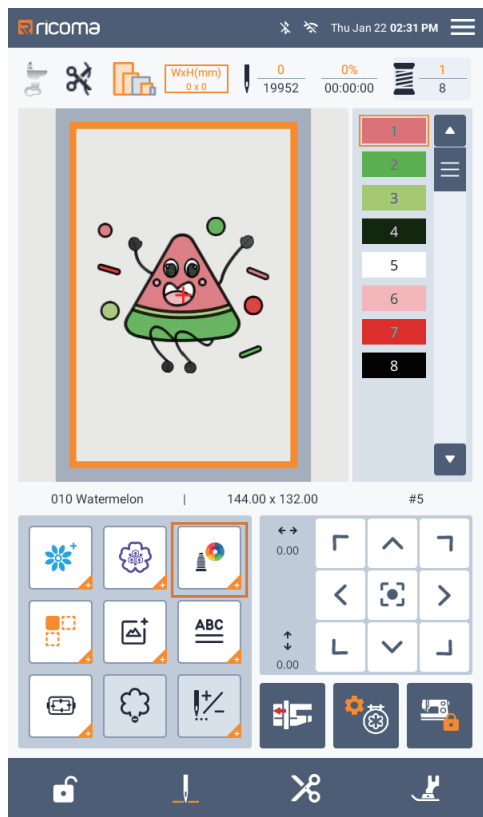 ricoma
Thu Jan 22 02:31 PM
WxH(mm)
0 x 0
0
19952
0%
00:00:00
1
8
1
2
3
4
5
6
7
8
010 Watermelon | 144.00 x 132.00 #5
0.00
ABC
0.00